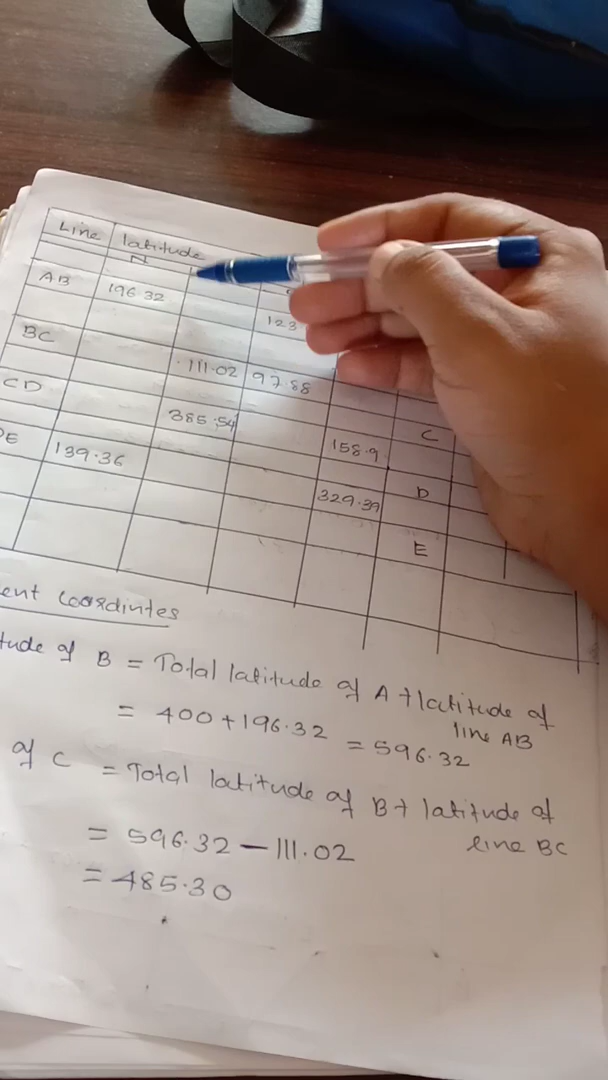 Line latitude
N
AB 196.32
123
BC
111.02 97.88
CD
385.54 C
158.9
DE 139.36 D
329.39
E
ent Coordintes
tude of B = Total latitude of A + latitude of
line AB
= 400 + 196.32 = 596.32
of C = Total latitude of B + latitude of
line BC
= 596.32 - 111.02
= 485.30